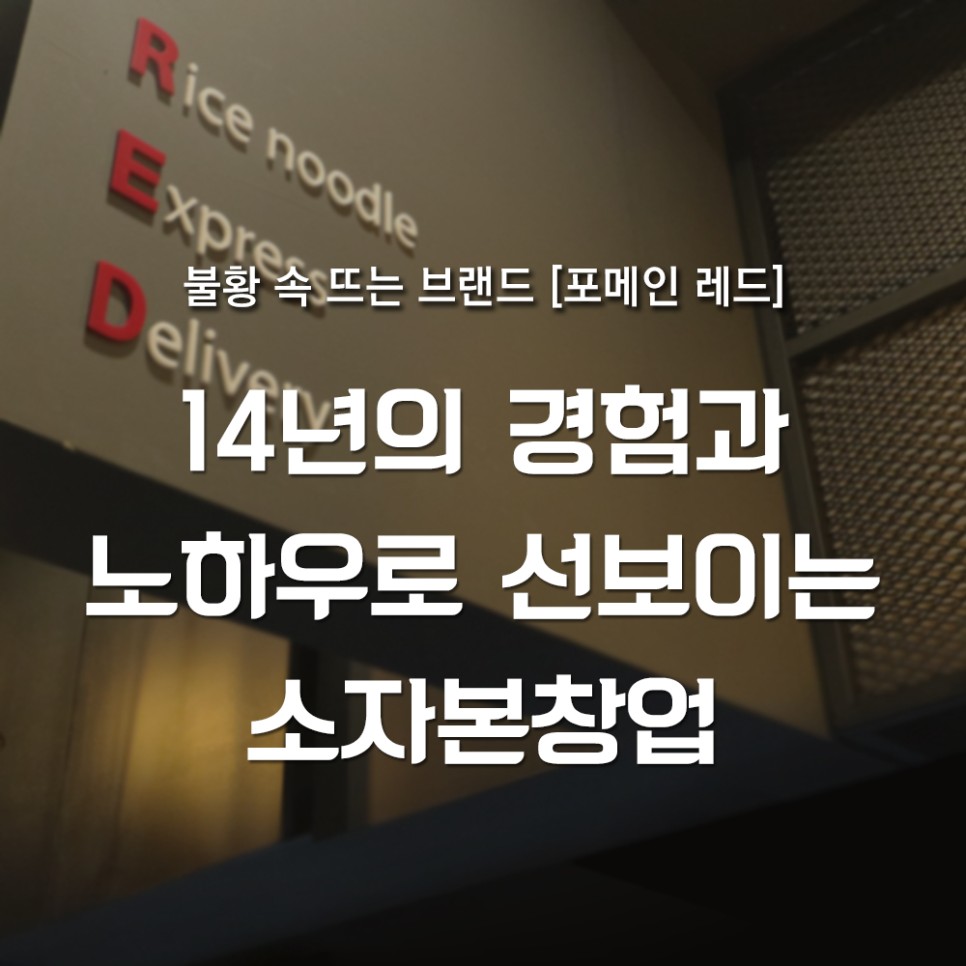 Rice noodle
Express
Delivery
불황 속 뜨는 브랜드 [포메인 레드]
14년의 경험과
노하우로 선보이는
소자본창업